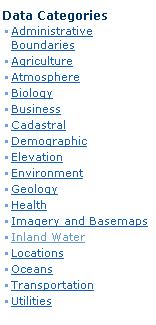 Data Categories
Administrative
Boundaries
Agriculture
Atmosphere
Biology
Business
Cadastral
Demographic
Elevation
Environment
Geology
Health
Imagery and Basemaps
Inland Water
Locations
Oceans
Transportation
Utilities